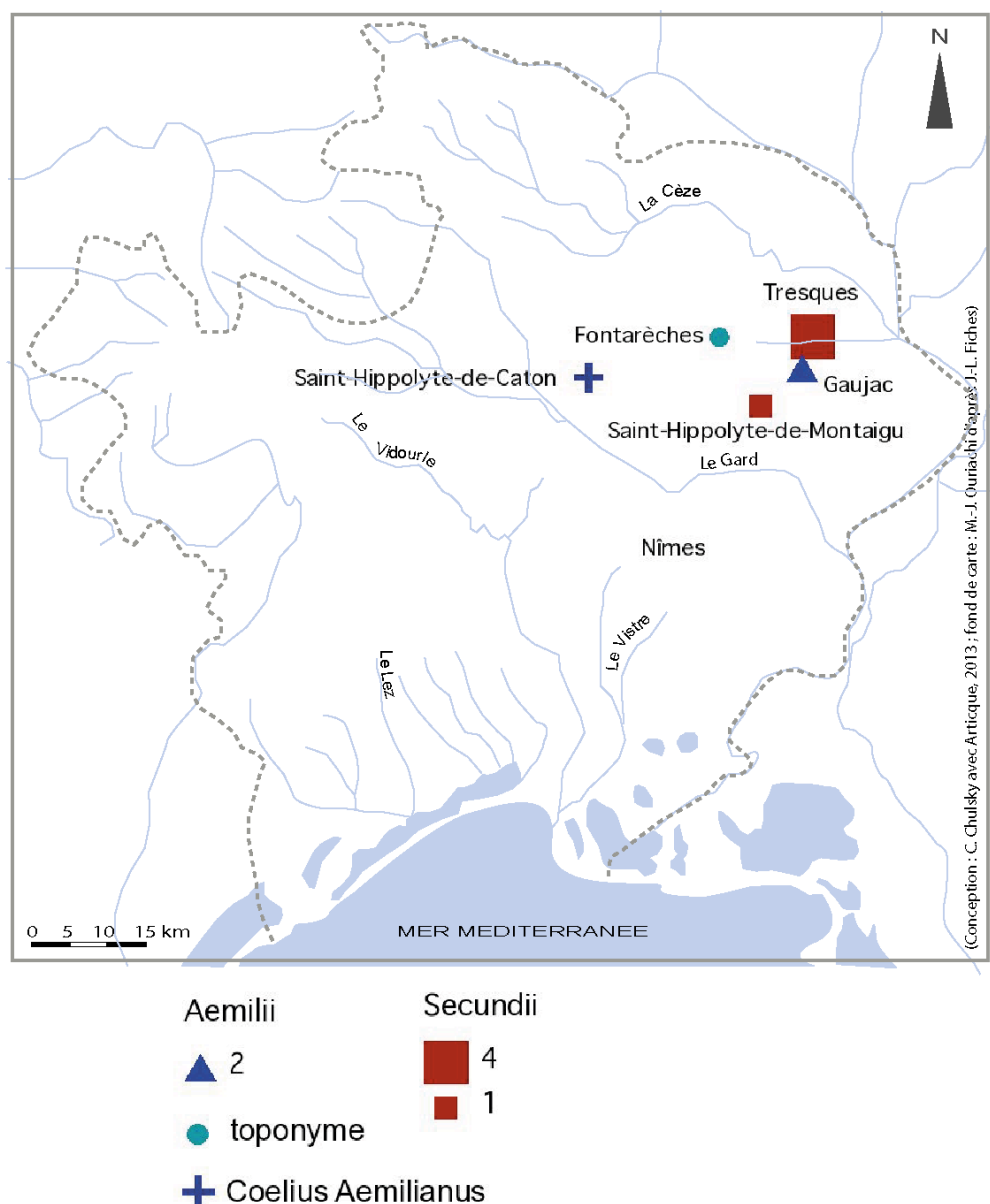 N
La Cèze
Tresques
Fontarèches
Saint-Hippolyte-de-Caton
Gaujac
Le Vidourle
Saint-Hippolyte-de-Montaigu
Le Gard
Nîmes
Le Vistre
Le Lez
0 5 10 15 km
MER MEDITERRANEE
(Conception : C. Chulsky avec Articque, 2013 ; fond de carte : M.-J. Ouriachi d'après J.-L. Fiches)
Aemilii
2
toponyme
Coelius Aemilianus
Secundii
4
1